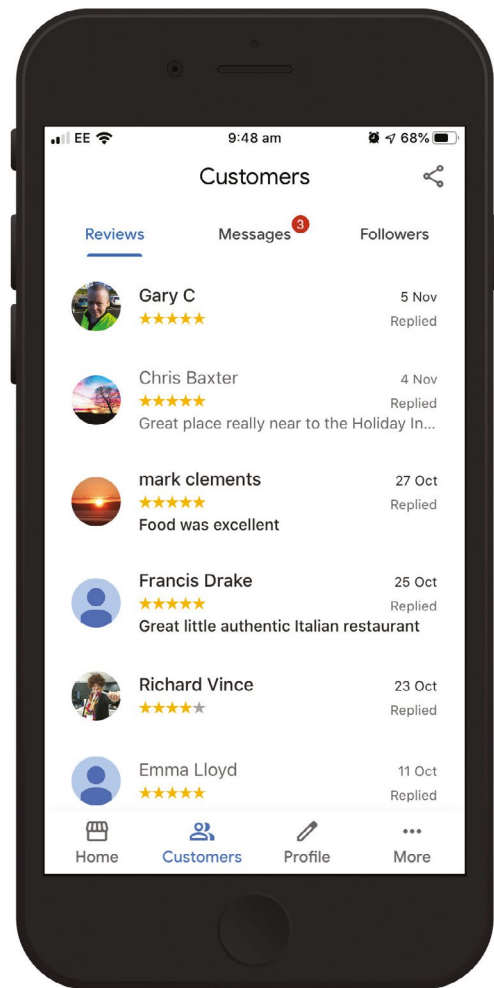 EE 9:48 am 68%
Customers
Reviews Messages 3 Followers
Gary C 5 Nov
Replied
Chris Baxter 4 Nov
Replied
Great place really near to the Holiday In...
mark clements 27 Oct
Replied
Food was excellent
Francis Drake 25 Oct
Replied
Great little authentic Italian restaurant
Richard Vince 23 Oct
Replied
Emma Lloyd 11 Oct
Replied
Home Customers Profile More